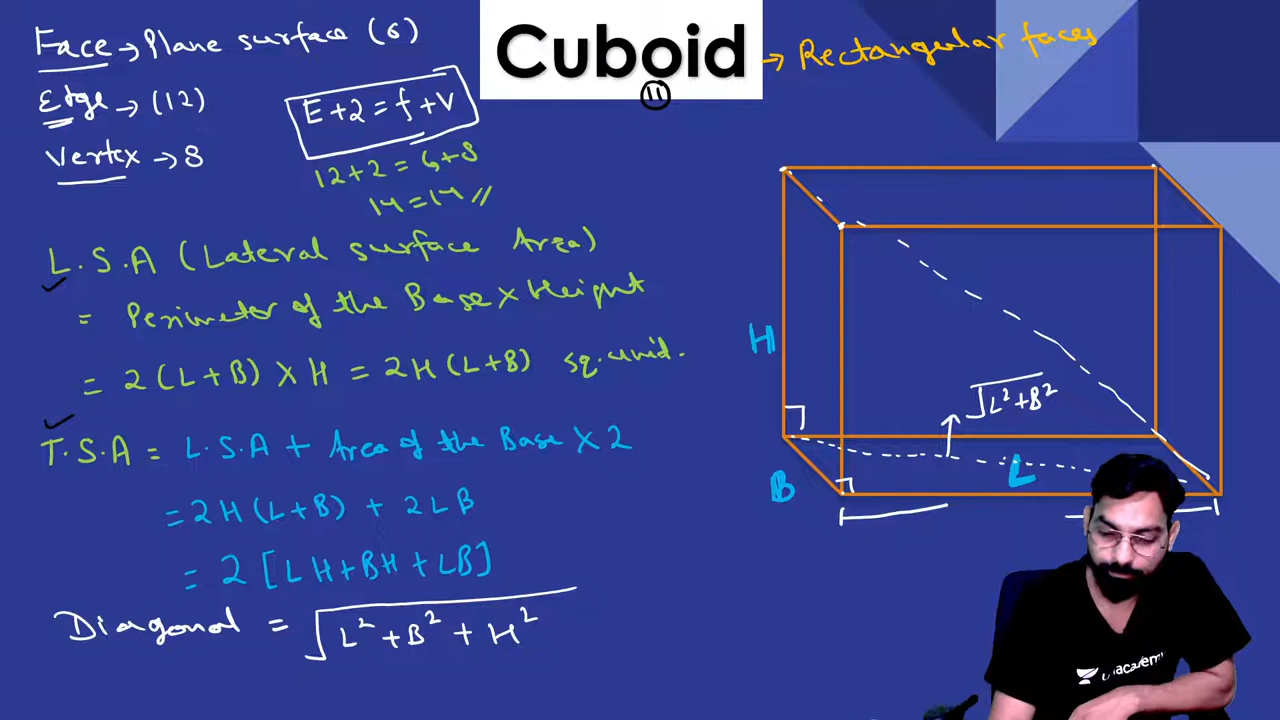 Face → Plane surface (6)
Edge → (12)
Vertex → 8
E + 2 = f + V
12 + 2 = 6 + 8
14 = 14 //
Cuboid
→ Rectangular faces
11
L.S.A (Lateral surface Area)
= Perimeter of the Base × Height
= 2 (L+B) × H = 2H (L+B) sq. unid.
T.S.A = L.S.A + Area of the Base × 2
= 2H (L+B) + 2LB
= 2 [LH+BH+LB]
Diagonal = √L² + B² + H²
H
B
L
√L²+B²